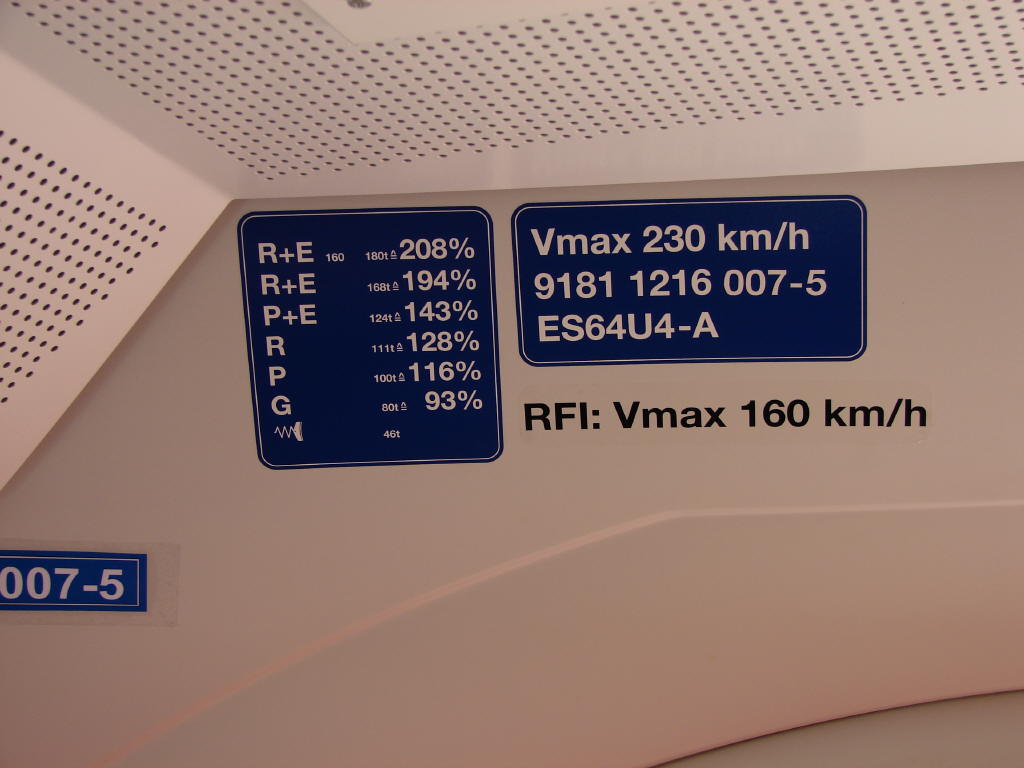 R+E 160 180t≙208%
R+E 168t≙194%
P+E 124t≙143%
R 111t≙128%
P 100t≙116%
G 80t≙ 93%
46t
Vmax 230 km/h
9181 1216 007-5
ES64U4-A
RFI: Vmax 160 km/h
007-5